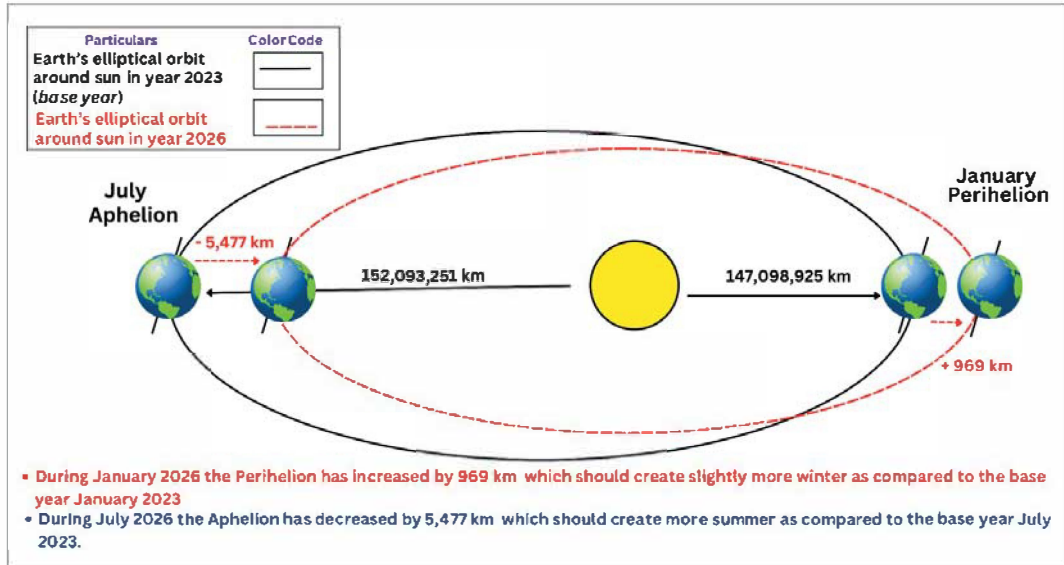 Particulars
Color Code
Earth's elliptical orbit
around sun in year 2023
(base year)
Earth's elliptical orbit
around sun in year 2026
July
Aphelion
January
Perihelion
- 5,477 km
152,093,251 km
147,098,925 km
+ 969 km
• During January 2026 the Perihelion has increased by 969 km which should create slightly more winter as compared to the base
year January 2023
• During July 2026 the Aphelion has decreased by 5,477 km which should create more summer as compared to the base year July
2023.